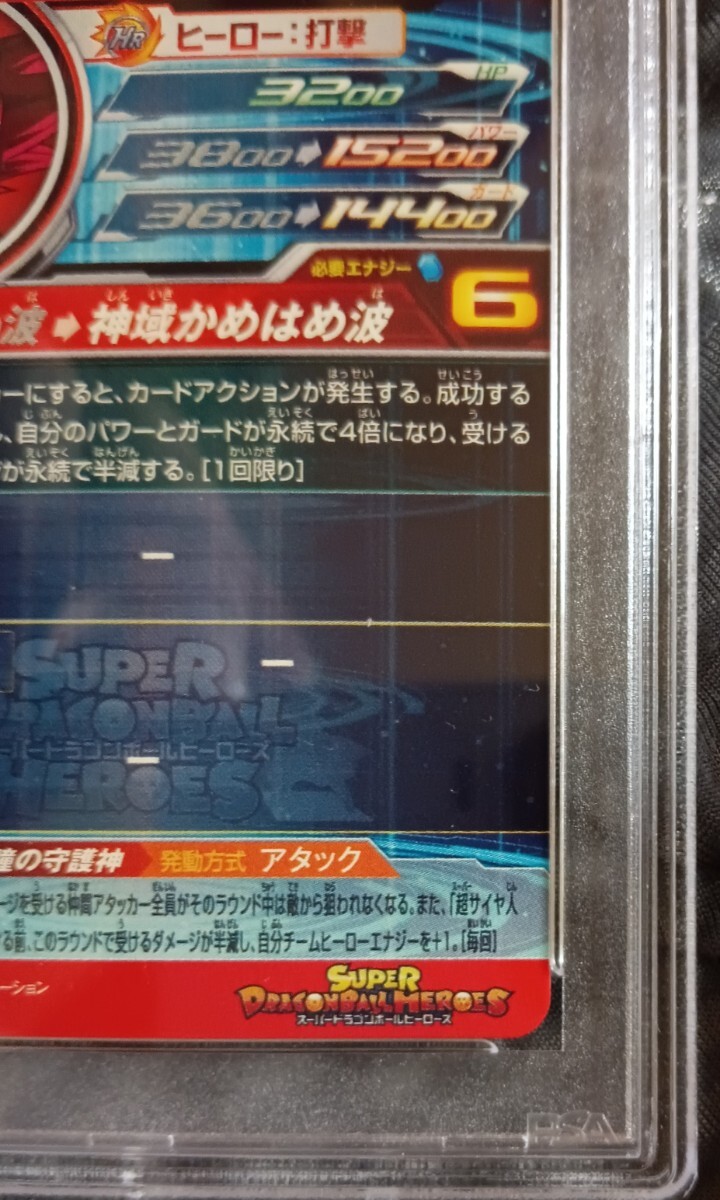 HR ヒーロー:打撃
HP
3200
パワー
3800→15200
ガード
3600→14400
必要エナジー 6
波→神域かめはめ波
ーにすると、カードアクションが発生する。成功する
、自分のパワーとガードが永続で4倍になり、受ける
が永続で半減する。[1回限り]
ー
ー
SUPER
DRAGONBALL
スーパードラゴンボールヒーローズ
HEROES
ー
瞳の守護神 発動方式 アタック
ージを受ける仲間アタッカー全員がそのラウンド中は敵から狙われなくなる。また、「超サイヤ人
る前、このラウンドで受けるダメージが半減し、自分チームヒーローエナジーを+1。[毎回]
ーション
SUPER
DRAGONBALL HEROES
スーパードラゴンボールヒーローズ
PSA